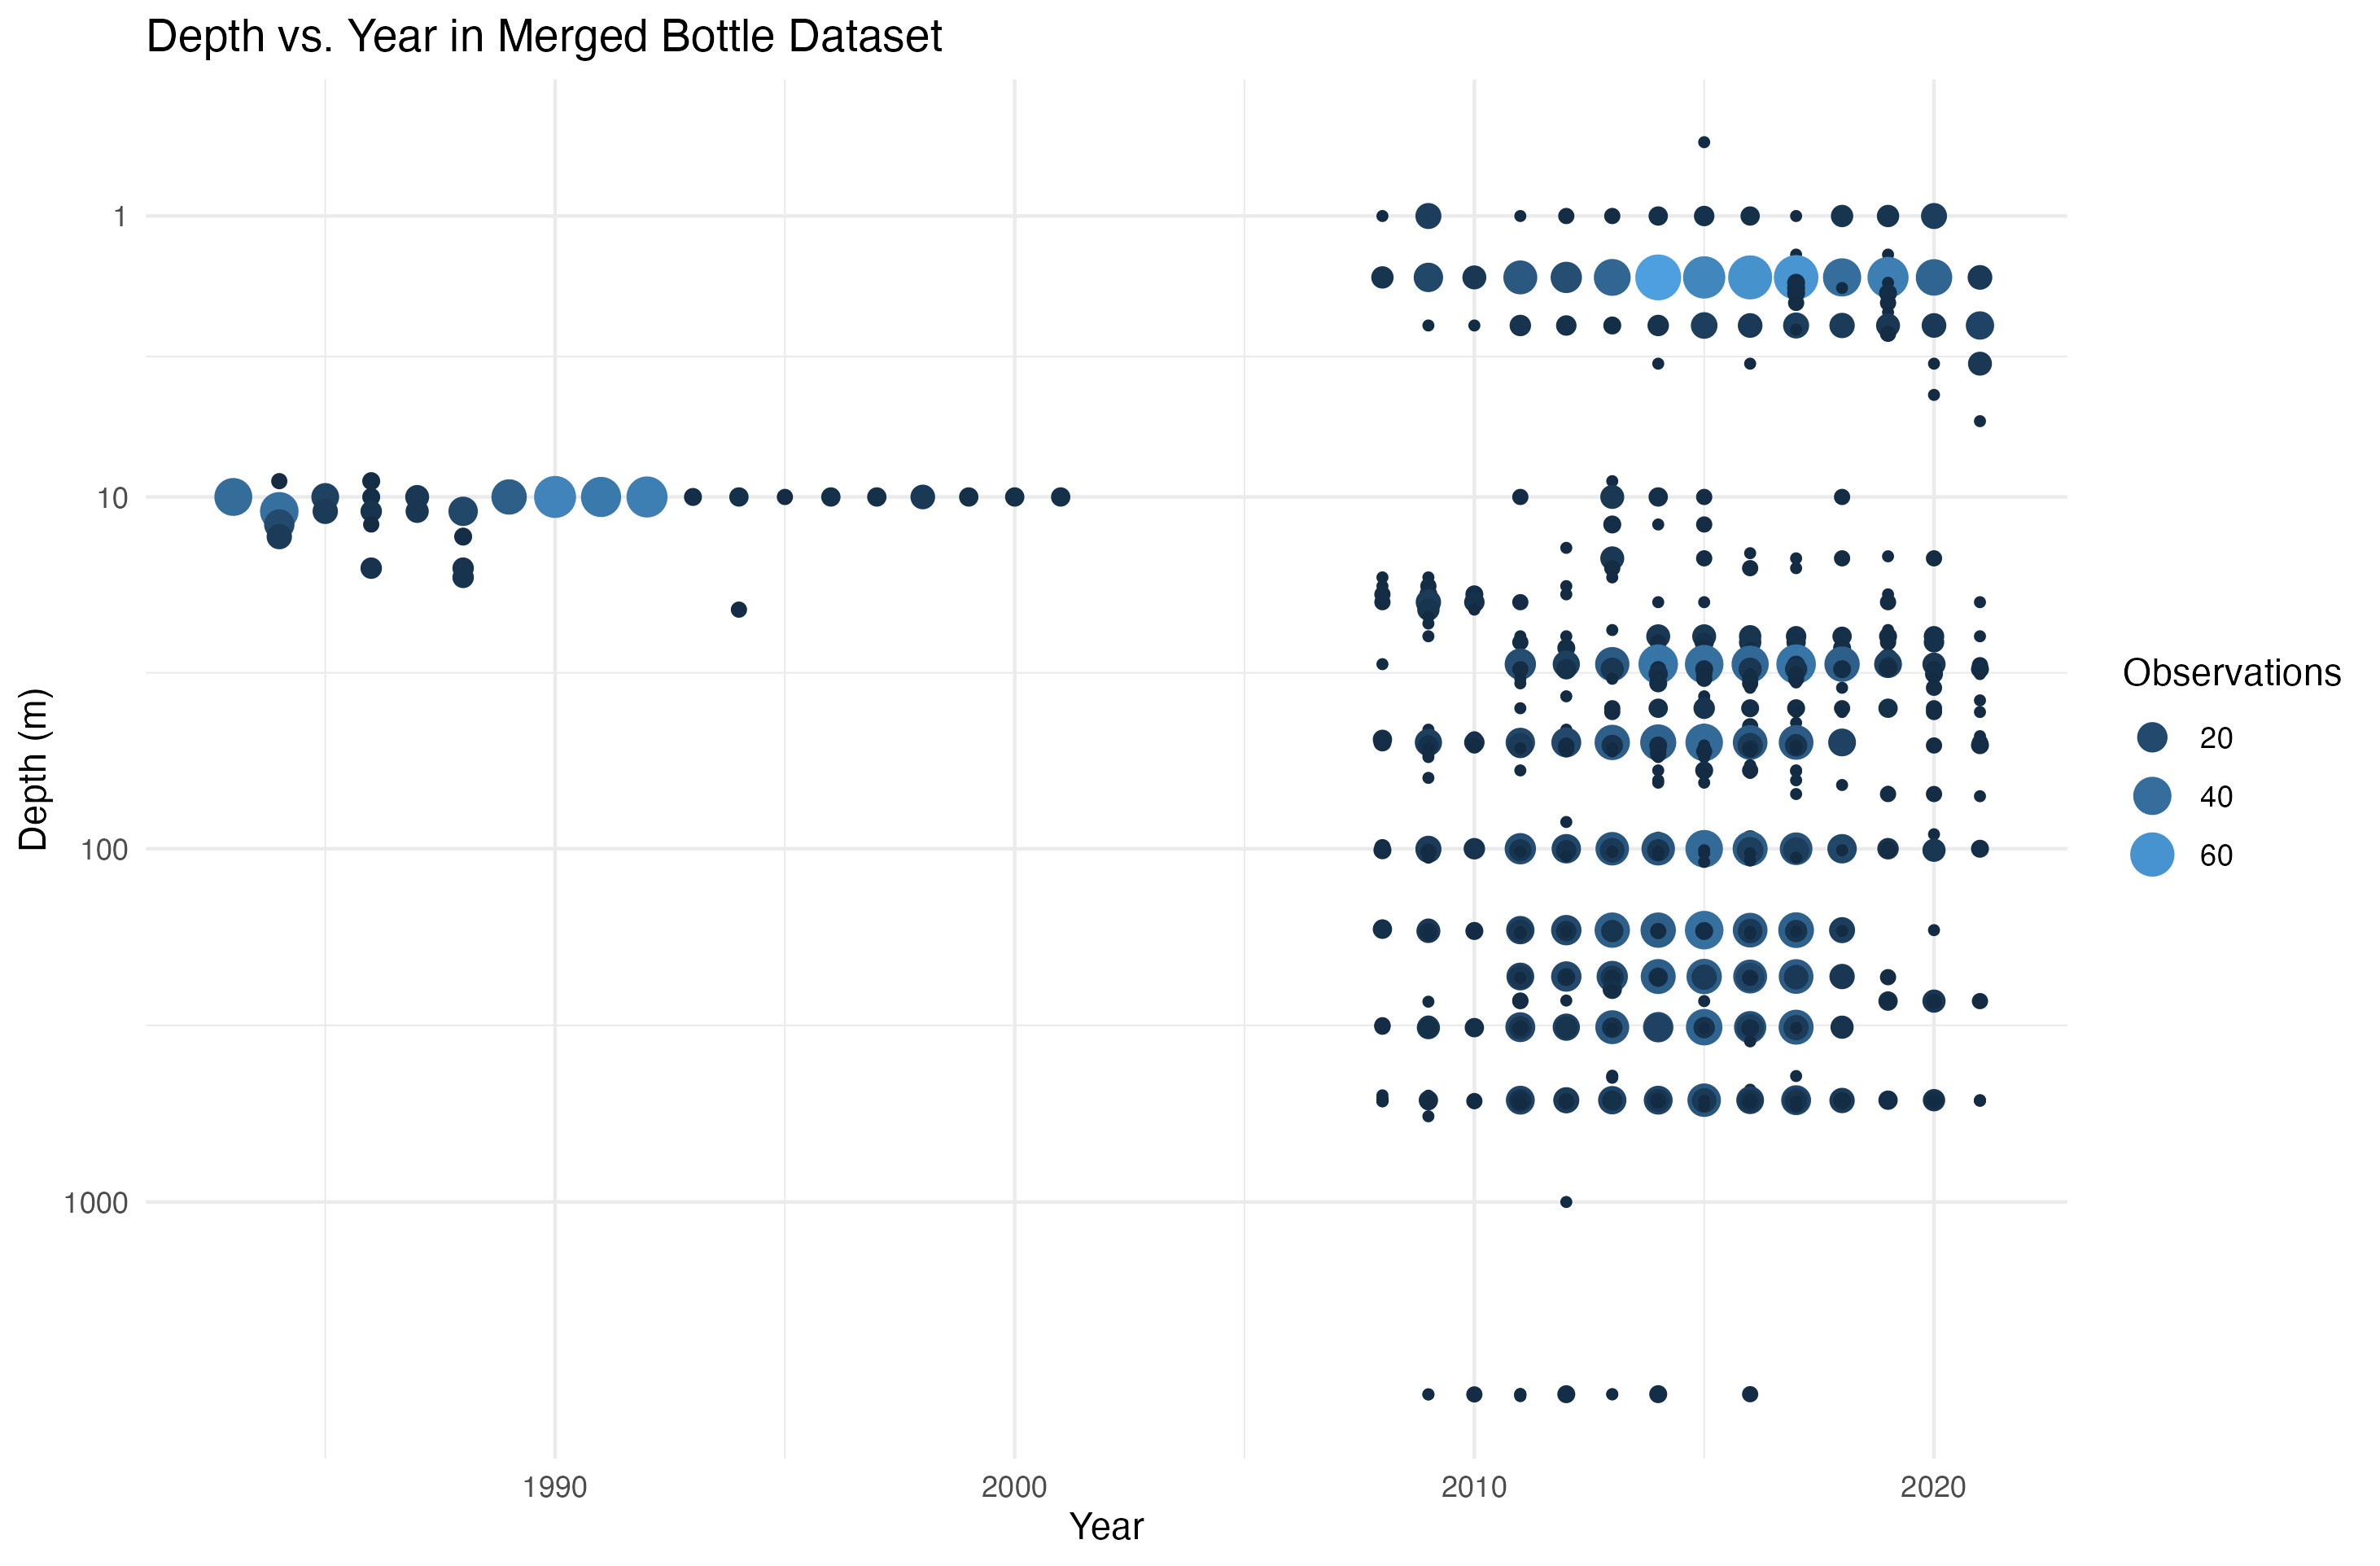 Depth vs. Year in Merged Bottle Dataset
1
10
100
1000
Depth (m)
1990
2000
2010
2020
Year
Observations
20
40
60